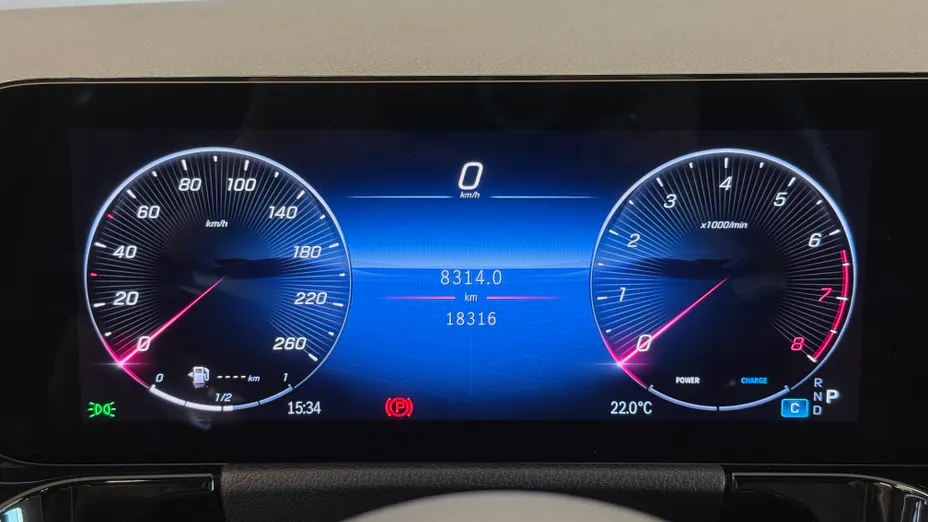 0
km/h
80 100
60 140
km/h
40 180
20 220
0 260
0 ---- km 1
1/2
15:34
8314.0
km
18316
4
3 5
x1000/min
2 6
1 7
0 8
POWER CHARGE
22.0°C
C
R
N
D
P
P